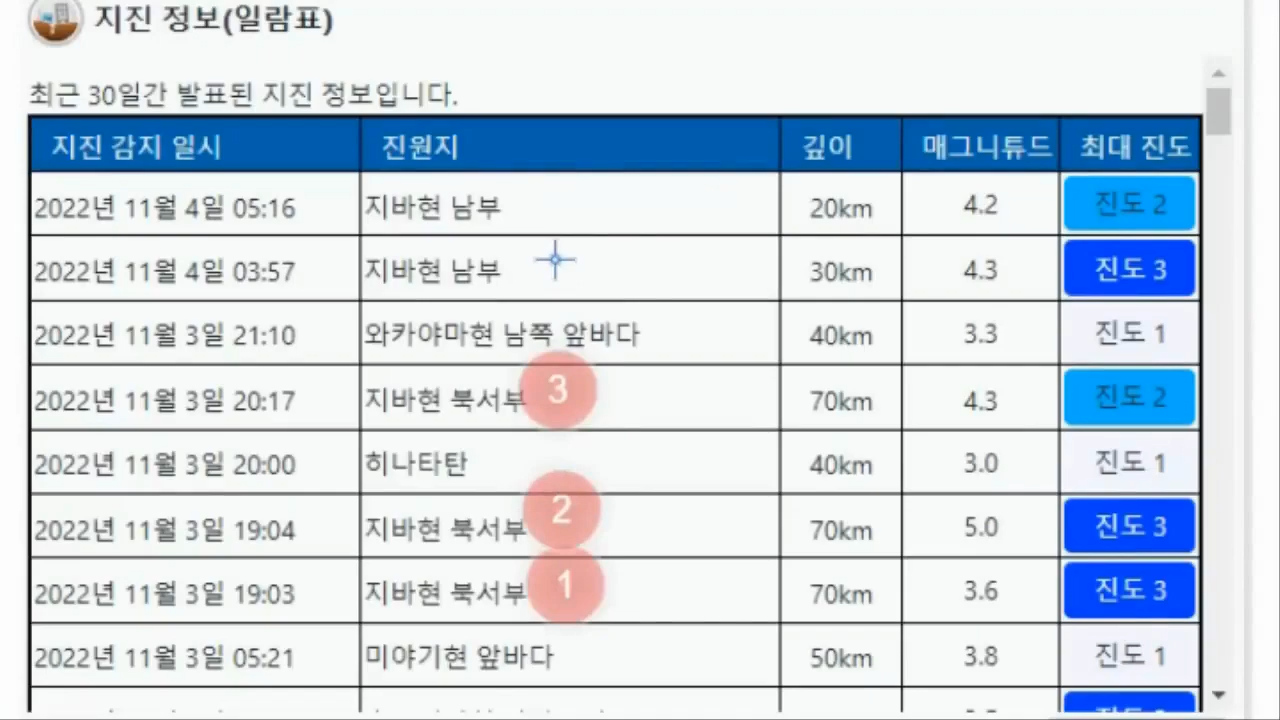 지진 정보(일람표)
최근 30일간 발표된 지진 정보입니다.
지진 감지 일시 진원지 깊이 매그니튜드 최대 진도
2022년 11월 4일 05:16 지바현 남부 20km 4.2 진도 2
2022년 11월 4일 03:57 지바현 남부 30km 4.3 진도 3
2022년 11월 3일 21:10 와카야마현 남쪽 앞바다 40km 3.3 진도 1
2022년 11월 3일 20:17 지바현 북서부 3 70km 4.3 진도 2
2022년 11월 3일 20:00 히나타탄 40km 3.0 진도 1
2022년 11월 3일 19:04 지바현 북서부 2 70km 5.0 진도 3
2022년 11월 3일 19:03 지바현 북서부 1 70km 3.6 진도 3
2022년 11월 3일 05:21 미야기현 앞바다 50km 3.8 진도 1